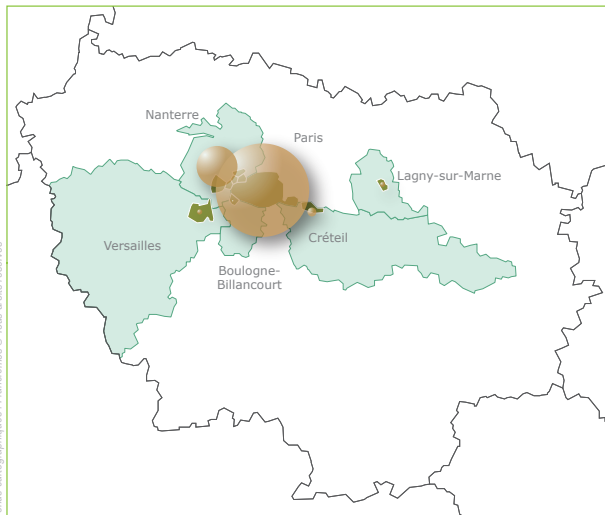 Nanterre
Paris
Lagny-sur-Marne
Versailles
Créteil
Boulogne-
Billancourt